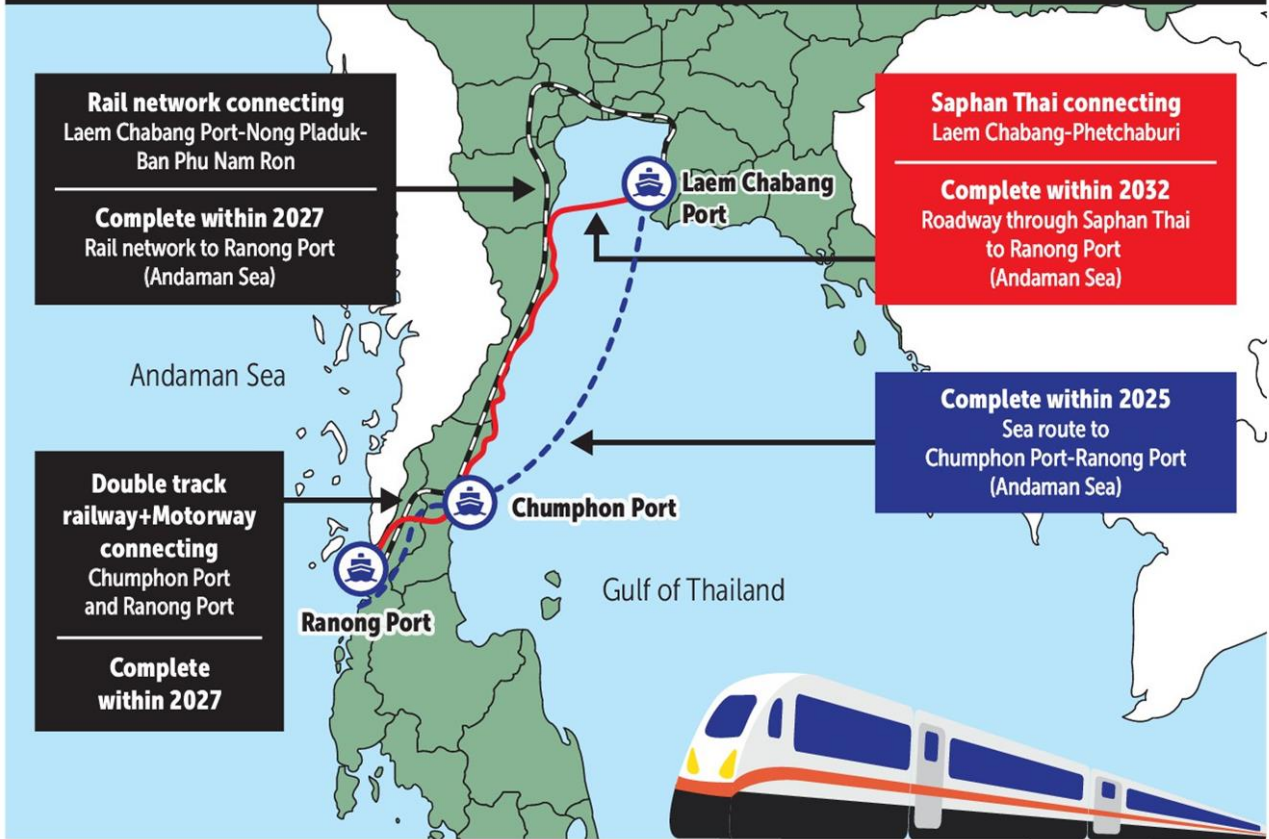 Rail network connecting
Laem Chabang Port-Nong Pladuk-
Ban Phu Nam Ron
Complete within 2027
Rail network to Ranong Port
(Andaman Sea)
Saphan Thai connecting
Laem Chabang-Phetchaburi
Complete within 2032
Roadway through Saphan Thai
to Ranong Port
(Andaman Sea)
Laem Chabang
Port
Andaman Sea
Complete within 2025
Sea route to
Chumphon Port-Ranong Port
(Andaman Sea)
Double track
railway+Motorway
connecting
Chumphon Port
and Ranong Port
Complete
within 2027
Chumphon Port
Gulf of Thailand
Ranong Port